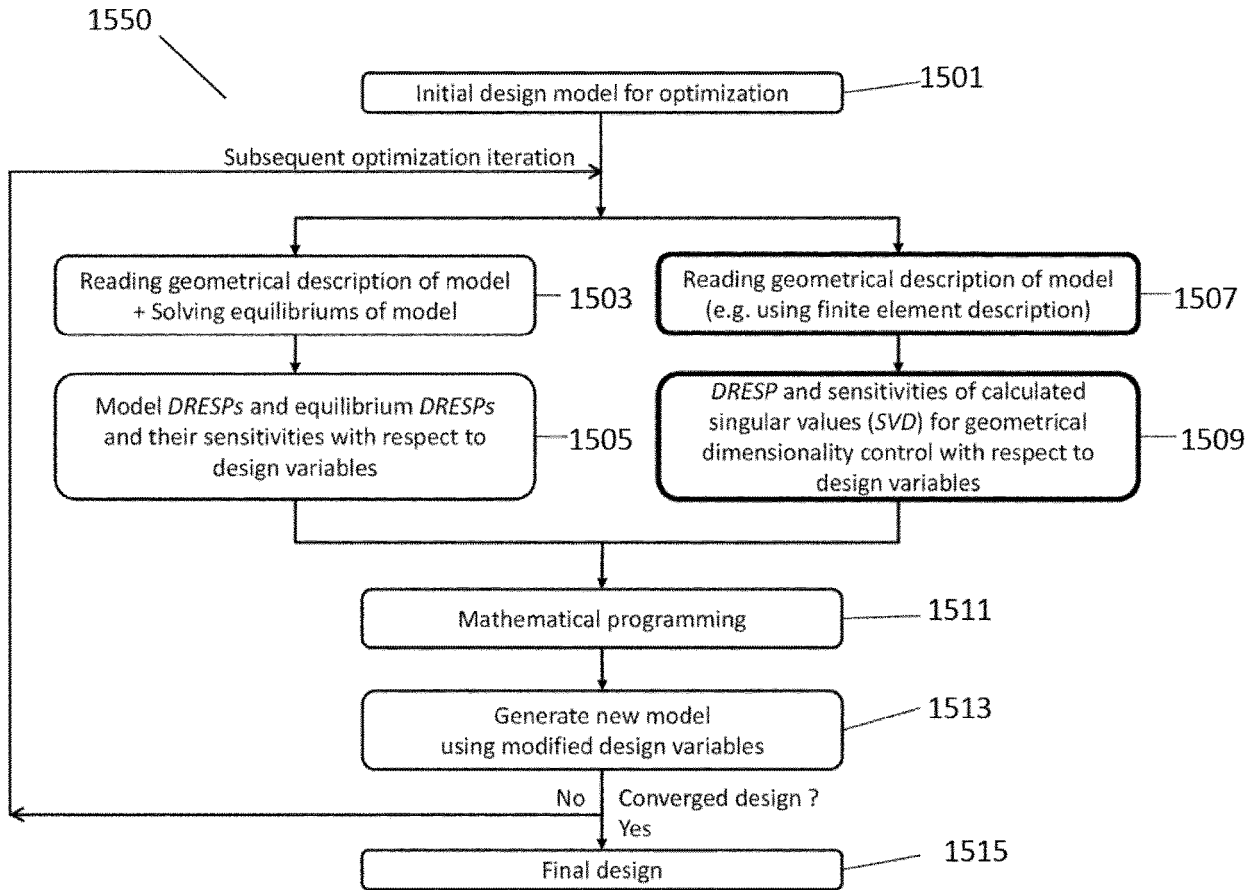 1550
Initial design model for optimization
1501
Subsequent optimization iteration
Reading geometrical description of model
+ Solving equilibriums of model
1503
Reading geometrical description of model
(e.g. using finite element description)
1507
Model DRESPs and equilibrium DRESPs
and their sensitivities with respect to
design variables
1505
DRESP and sensitivities of calculated
singular values (SVD) for geometrical
dimensionality control with respect to
design variables
1509
Mathematical programming
1511
Generate new model
using modified design variables
1513
No
Converged design ?
Yes
Final design
1515